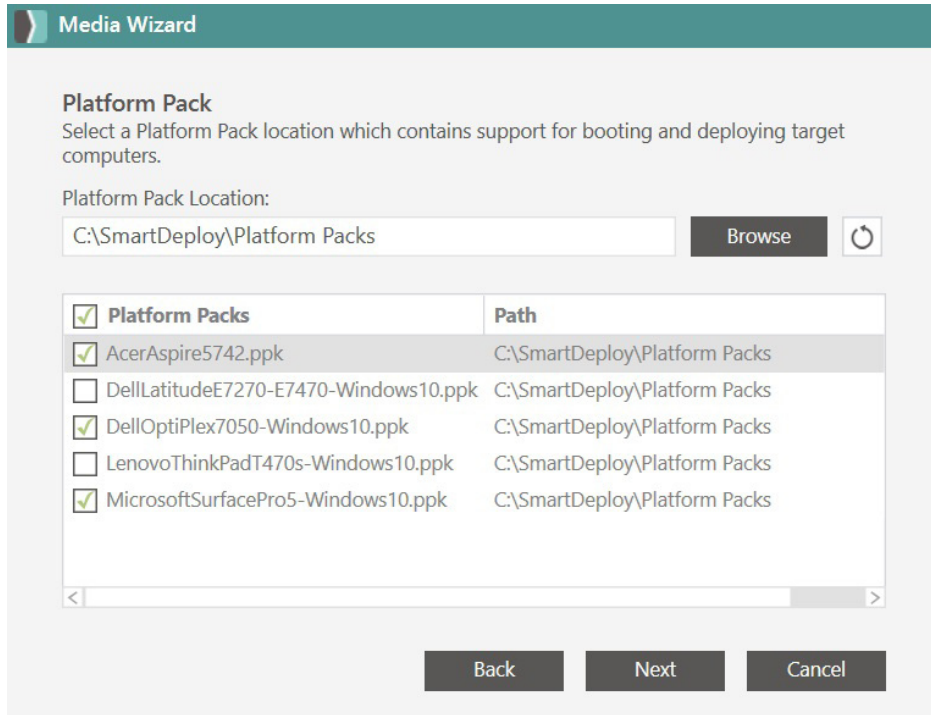 Media Wizard
Platform Pack
Select a Platform Pack location which contains support for booting and deploying target
computers.
Platform Pack Location:
C:\SmartDeploy\Platform Packs Browse
Platform Packs Path
AcerAspire5742.ppk C:\SmartDeploy\Platform Packs
DellLatitudeE7270-E7470-Windows10.ppk C:\SmartDeploy\Platform Packs
DellOptiPlex7050-Windows10.ppk C:\SmartDeploy\Platform Packs
LenovoThinkPadT470s-Windows10.ppk C:\SmartDeploy\Platform Packs
MicrosoftSurfacePro5-Windows10.ppk C:\SmartDeploy\Platform Packs
Back Next Cancel